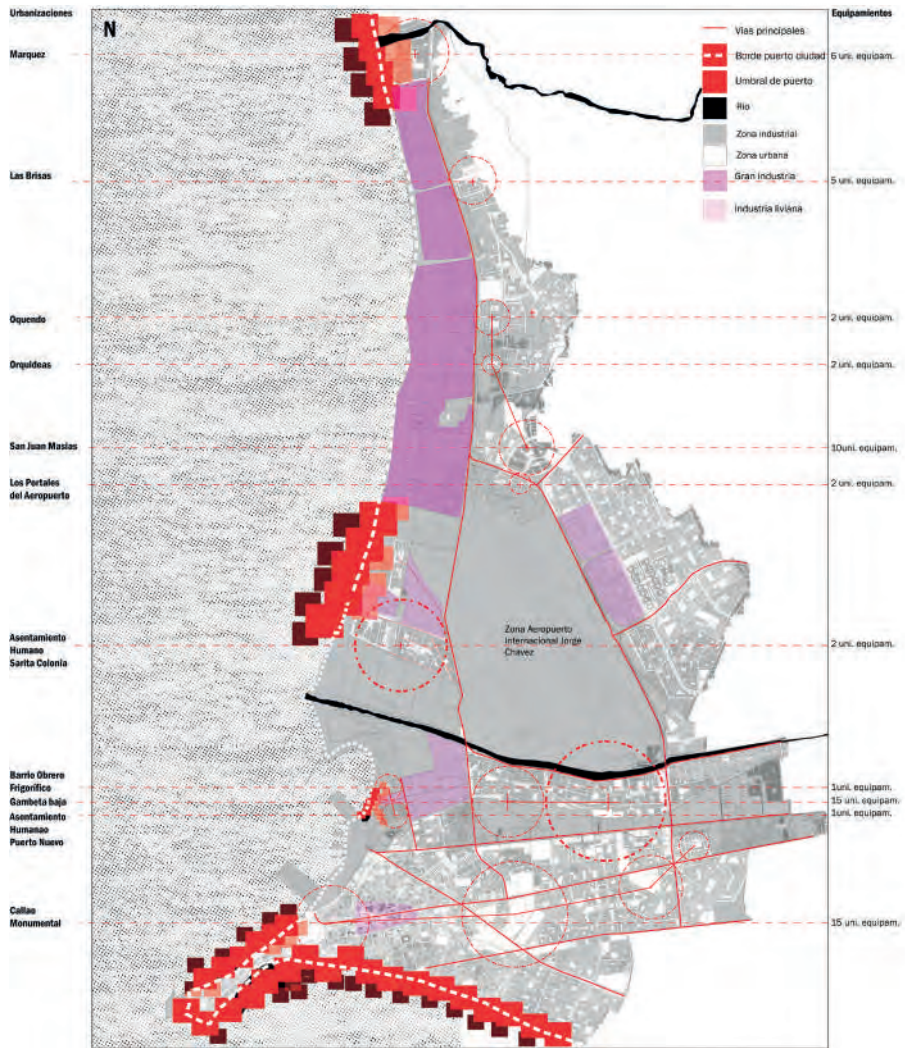 Urbanizaciones
Equipamientos
N
Vias principales
Borde puerto ciudad
Umbral de puerto
Rio
Zona industrial
Zona urbana
Gran industria
Industria liviana
Marquez
6 uni. equipam.
Las Brisas
5 uni. equipam.
Oquendo
2 uni. equipam.
Orquideas
2 uni. equipam.
San Juan Masias
10uni. equipam.
Los Portales
del Aeropuerto
2 uni. equipam.
Zona Aeropuerto
Internacional Jorge
Chavez
Asentamiento
Humano
Sarita Colonia
2 uni. equipam.
Barrio Obrero
Frigorífico
1uni. equipam.
Gambeta baja
15 uni. equipam.
Asentamiento
Humanao
Puerto Nuevo
1uni. equipam.
Callao
Monumental
15 uni. equipam.